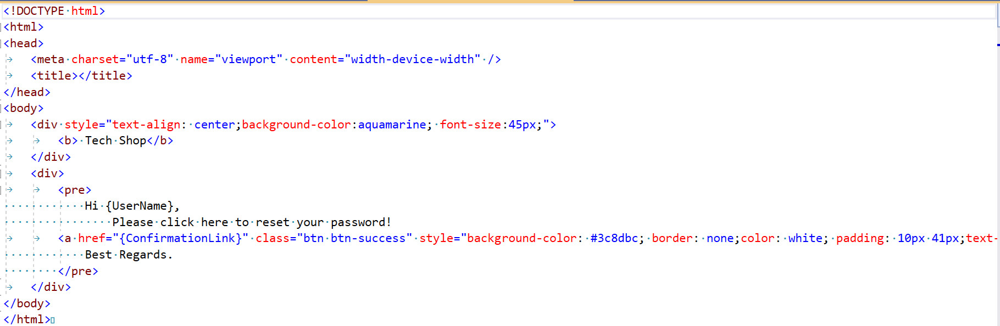 <!DOCTYPE html>
<html>
<head>
<meta charset="utf-8" name="viewport" content="width-device-width" />
<title></title>
</head>
<body>
<div style="text-align: center;background-color:aquamarine; font-size:45px;">
<b> Tech Shop</b>
</div>
<div>
<pre>
Hi {UserName},
Please click here to reset your password!
<a href="{ConfirmationLink}" class="btn btn-success" style="background-color: #3c8dbc; border: none;color: white; padding: 10px 41px;text-
Best Regards.
</pre>
</div>
</body>
</html>